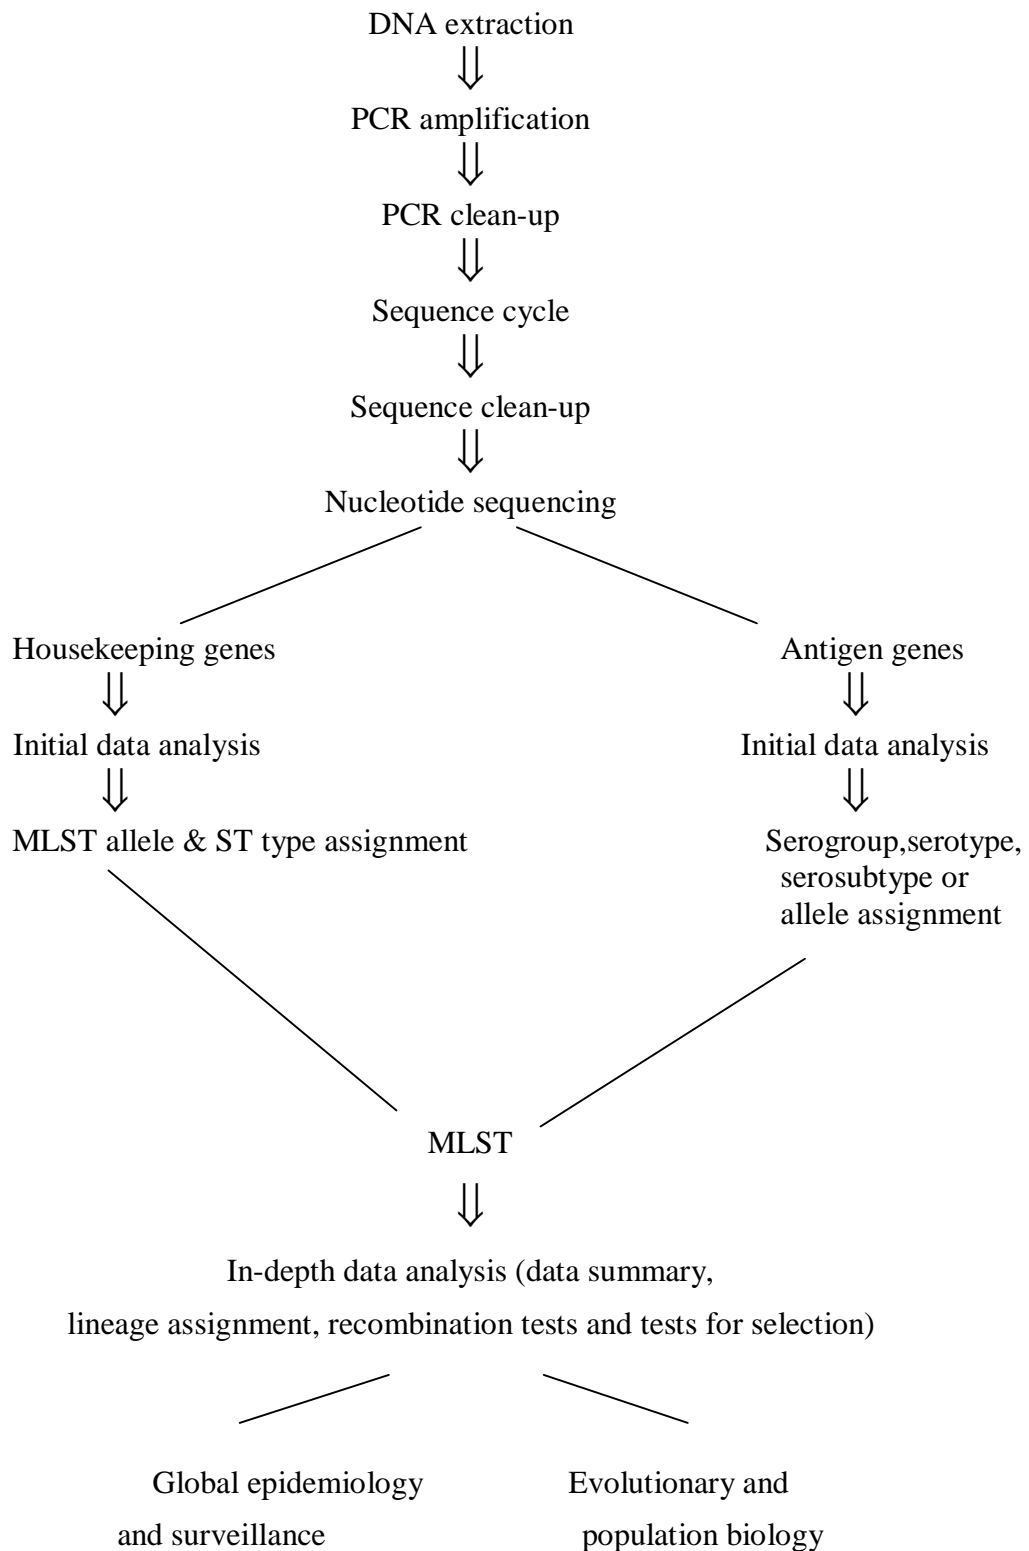 DNA extraction
PCR amplification
PCR clean-up
Sequence cycle
Sequence clean-up
Nucleotide sequencing
Housekeeping genes
Antigen genes
Initial data analysis
Initial data analysis
MLST allele & ST type assignment
Serogroup,serotype,
serosubtype or
allele assignment
MLST
In-depth data analysis (data summary,
lineage assignment, recombination tests and tests for selection)
Global epidemiology
and surveillance
Evolutionary and
population biology